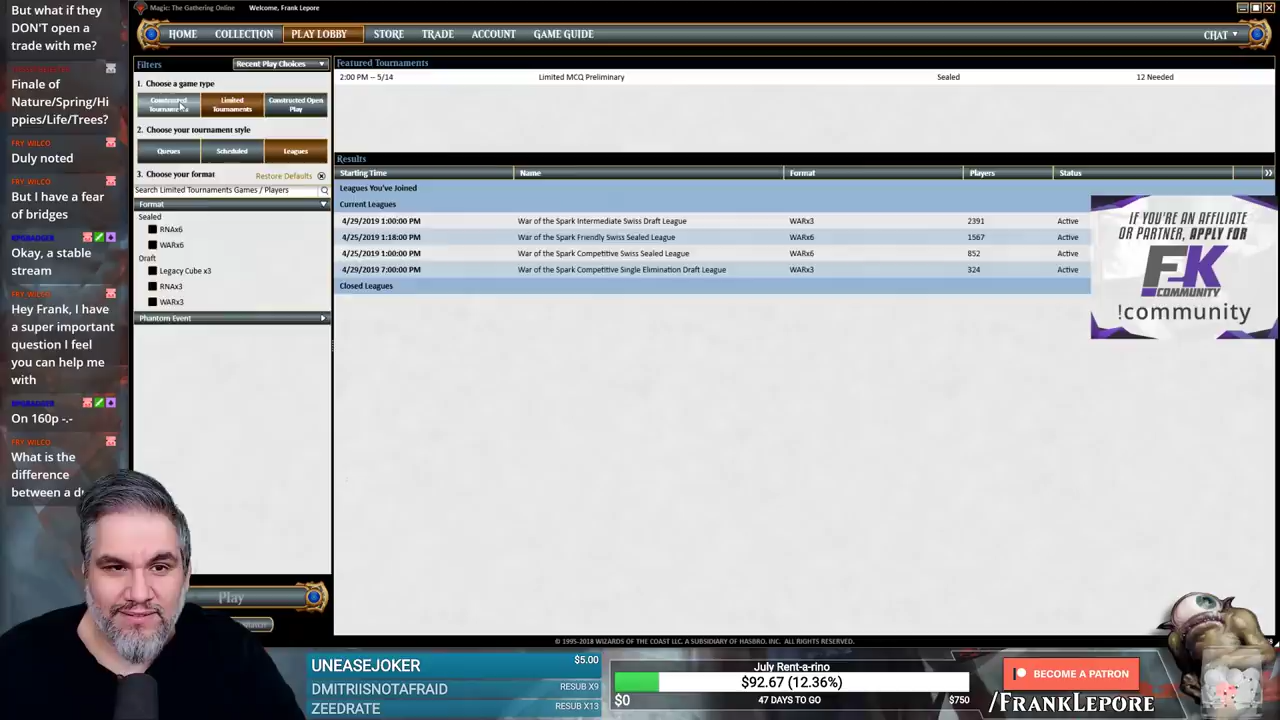 Magic: The Gathering Online
Welcome, Frank Lepore
HOME
COLLECTION
PLAY LOBBY
STORE
TRADE
ACCOUNT
GAME GUIDE
CHAT
But what if they
DON'T open a
trade with me?
Finale of
Nature/Spring/Hi
ppies/Life/Trees?
FRY WILCO
Duly noted
FRY WILCO
But I have a fear
of bridges
RPGBADGER
Okay, a stable
stream
FRY WILCO
Hey Frank, I have
a super important
question I feel
you can help me
with
RPGBADGER
On 160p -.-
FRY WILCO
What is the
difference
between a d
Filters
Recent Play Choices
1. Choose a game type
Constructed
Tournaments
Limited
Tournaments
Constructed Open
Play
2. Choose your tournament style
Queues
Scheduled
Leagues
3. Choose your format
Restore Defaults
Search Limited Tournaments Games / Players
Format
Sealed
RNAx6
WARx6
Draft
Legacy Cube x3
RNAx3
WARx3
Phantom Event
Play
Featured Tournaments
2:00 PM -- 5/14 Limited MCQ Preliminary Sealed 12 Needed
Results
Starting Time Name Format Players Status
Leagues You've Joined
Current Leagues
4/29/2019 1:00:00 PM War of the Spark Intermediate Swiss Draft League WARx3 2391 Active
4/25/2019 1:18:00 PM War of the Spark Friendly Swiss Sealed League WARx6 1567 Active
4/25/2019 1:00:00 PM War of the Spark Competitive Swiss Sealed League WARx6 852 Active
4/29/2019 7:00:00 PM War of the Spark Competitive Single Elimination Draft League WARx3 324 Active
Closed Leagues
IF YOU'RE AN AFFILIATE
OR PARTNER, APPLY FOR
COMMUNITY
!community
© 1995-2018 WIZARDS OF THE COAST LLC. A SUBSIDIARY OF HASBRO, INC. ALL RIGHTS RESERVED.
UNEASEJOKER $5.00
DMITRIISNOTAFRAID RESUB X9
ZEEDRATE RESUB X13
July Rent-a-rino
$92.67 (12.36%)
$0 47 DAYS TO GO $750
BECOME A PATRON
/FRANKLEPORE